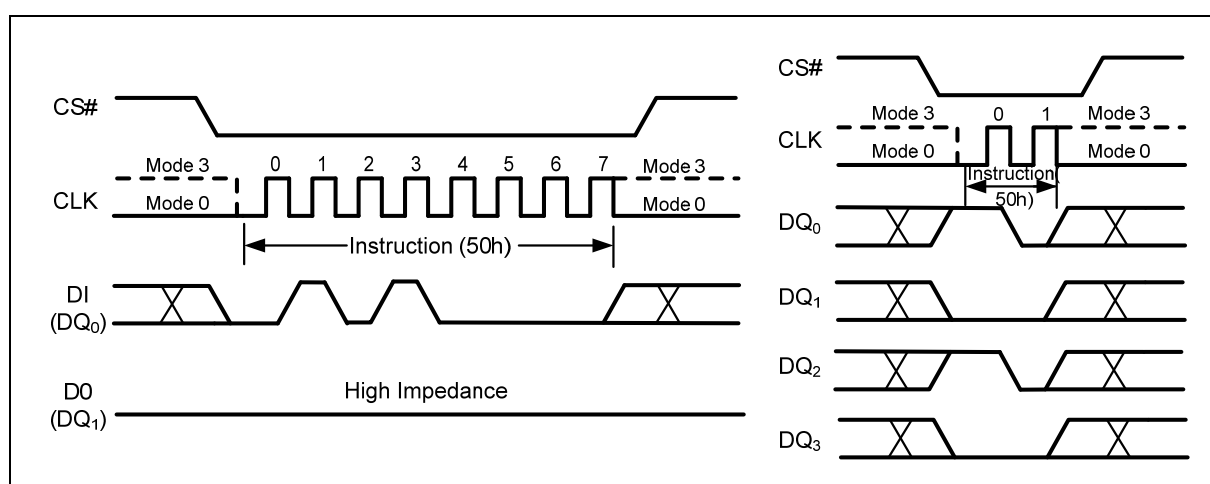 CS#
Mode 3 0 1 2 3 4 5 6 7 Mode 3
CLK
Mode 0 Mode 0
Instruction (50h)
DI
(DQ0)
D0
(DQ1)
High Impedance
CS#
Mode 3 0 1 Mode 3
CLK
Mode 0 Mode 0
Instruction(
50h)
DQ0
DQ1
DQ2
DQ3